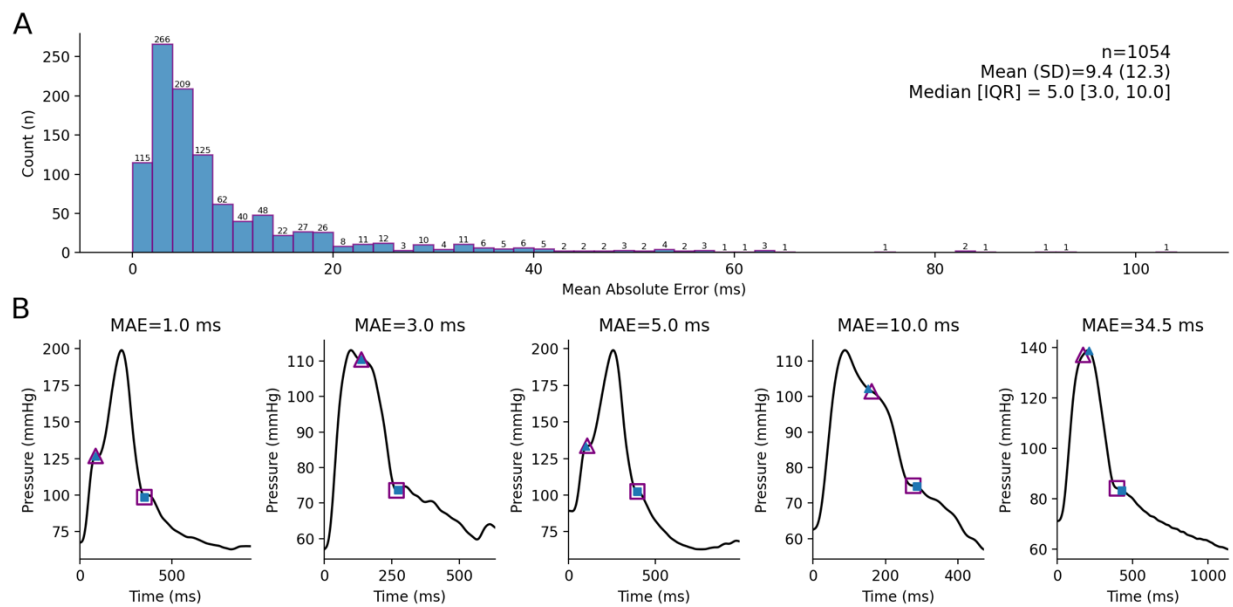 A
n=1054
Mean (SD)=9.4 (12.3)
Median [IQR] = 5.0 [3.0, 10.0]
Count (n)
250
200
150
100
50
0
115 266 209 125 62 40 48 22 27 26 8 11 12 3 10 4 11 6 5 6 5 2 2 2 3 2 4 2 3 1 1 3 1 1 2 1 1 1 1
0 20 40 60 80 100
Mean Absolute Error (ms)
B
MAE=1.0 ms
Pressure (mmHg)
200
175
150
125
100
75
0 500
Time (ms)
MAE=3.0 ms
Pressure (mmHg)
110
100
90
80
70
60
0 250 500
Time (ms)
MAE=5.0 ms
Pressure (mmHg)
200
175
150
125
100
75
0 500
Time (ms)
MAE=10.0 ms
Pressure (mmHg)
110
100
90
80
70
60
0 200 400
Time (ms)
MAE=34.5 ms
Pressure (mmHg)
140
120
100
80
60
0 500 1000
Time (ms)